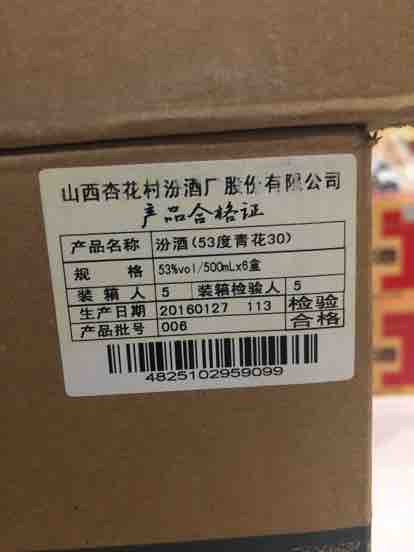 山西杏花村汾酒厂股份有限公司
产品合格证
产品名称 汾酒(53度青花30)
规格 53%vol/500mLx6盒
装箱人 5 装箱检验人 5
生产日期 20160127 113 检验
产品批号 006 合格
4825102959099